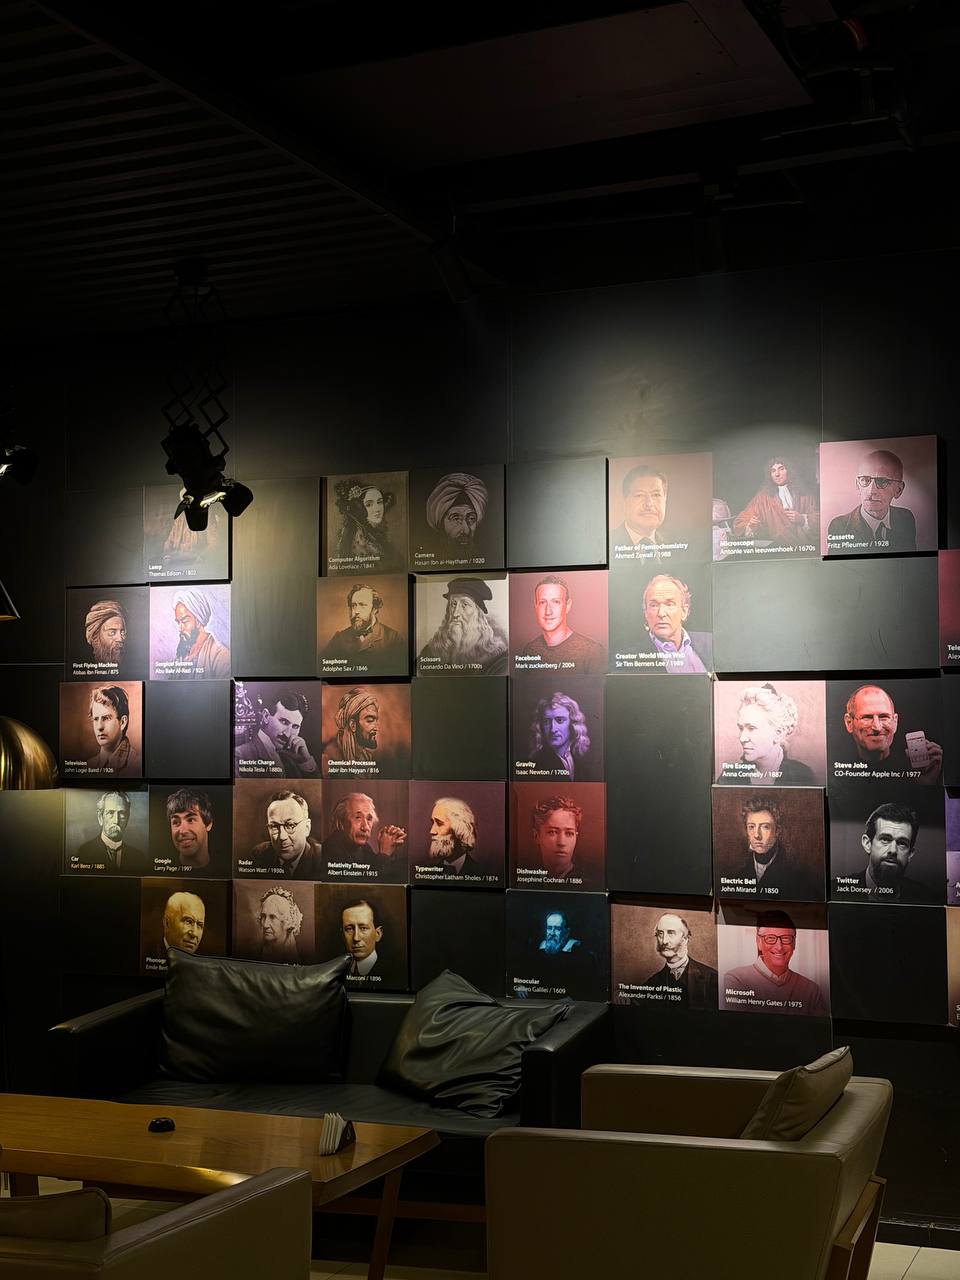 Lamp
Thomas Edison / 1802
Computer Algorithm
Ada Lovelace / 1841
Camera
Hasan Ibn al-Haytham / 1020
Father of Femtochemistry
Ahmed Zewail / 1988
Microscope
Antonie van leeuwenhoek / 1670s
Cassette
Fritz Pfleumer / 1928
First Flying Machine
Abbas Ibn Fenas / 875
Surgical Sutures
Abu Bakr Al-Razi / 925
Saxphone
Adolphe Sax / 1846
Scissors
Leonardo Da Vinci / 1700s
Facebook
Mark zuckerberg / 2004
Creator World Wide Web
Sir Tim Berners Lee / 1989
Television
John Logie Baird / 1926
Electric Charge
Nikola Tesla / 1880s
Chemical Processes
Jabir Ibn Hayyan / 816
Gravity
Isaac Newton / 1700s
Fire Escape
Anna Connelly / 1887
Steve Jobs
CO-Founder Apple Inc / 1977
Car
Karl Benz / 1885
Google
Larry Page / 1997
Radar
Watson Watt / 1930s
Relativity Theory
Albert Einstein / 1915
Typewriter
Christopher Latham Sholes / 1874
Dishwasher
Josephine Cochran / 1886
Electric Bell
John Mirand / 1850
Twitter
Jack Dorsey / 2006
Marconi / 1896
Binocular
Galileo Galilei / 1609
The Inventor of Plastic
Alexander Parksi / 1856
Microsoft
William Henry Gates / 1975